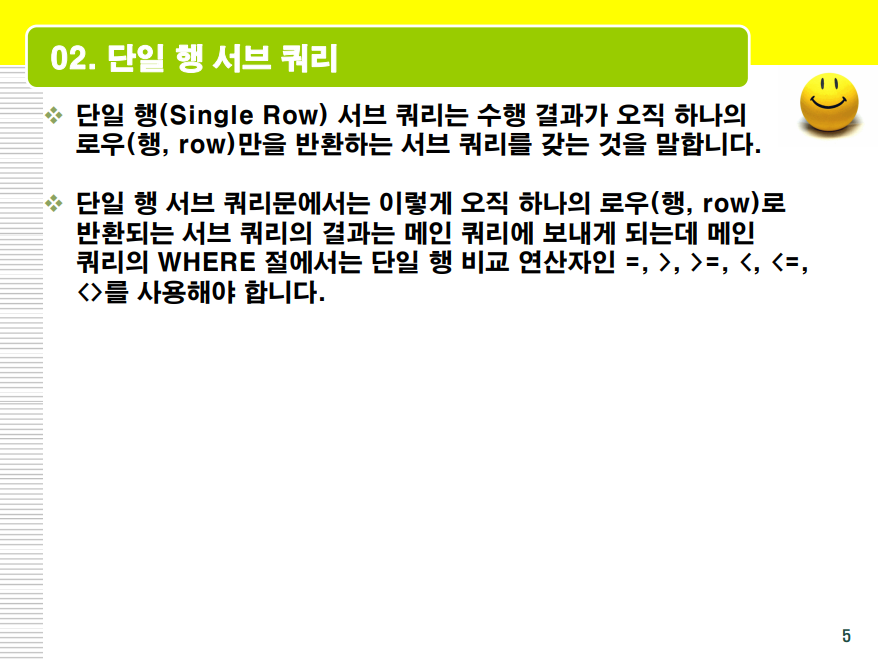 02. 단일 행 서브 쿼리
단일 행(Single Row) 서브 쿼리는 수행 결과가 오직 하나의
로우(행, row)만을 반환하는 서브 쿼리를 갖는 것을 말합니다.
단일 행 서브 쿼리문에서는 이렇게 오직 하나의 로우(행, row)로
반환되는 서브 쿼리의 결과는 메인 쿼리에 보내게 되는데 메인
쿼리의 WHERE 절에서는 단일 행 비교 연산자인 =, >, >=, <, <=,
<>를 사용해야 합니다.
5